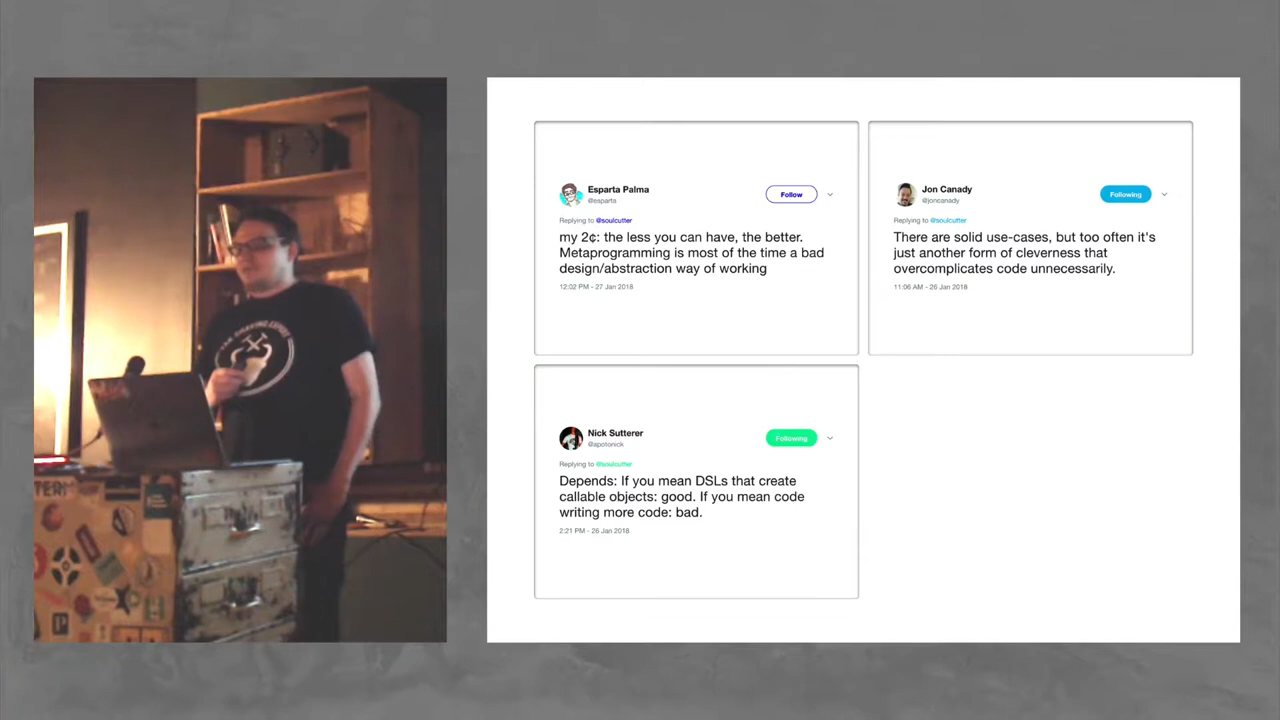 Esparta Palma
@esparta
Follow
Replying to @soulcutter
my 2¢: the less you can have, the better.
Metaprogramming is most of the time a bad
design/abstraction way of working
12:02 PM - 27 Jan 2018
Jon Canady
@joncanady
Following
Replying to @soulcutter
There are solid use-cases, but too often it's
just another form of cleverness that
overcomplicates code unnecessarily.
11:06 AM - 26 Jan 2018
Nick Sutterer
@apotonick
Following
Replying to @soulcutter
Depends: If you mean DSLs that create
callable objects: good. If you mean code
writing more code: bad.
2:21 PM - 26 Jan 2018